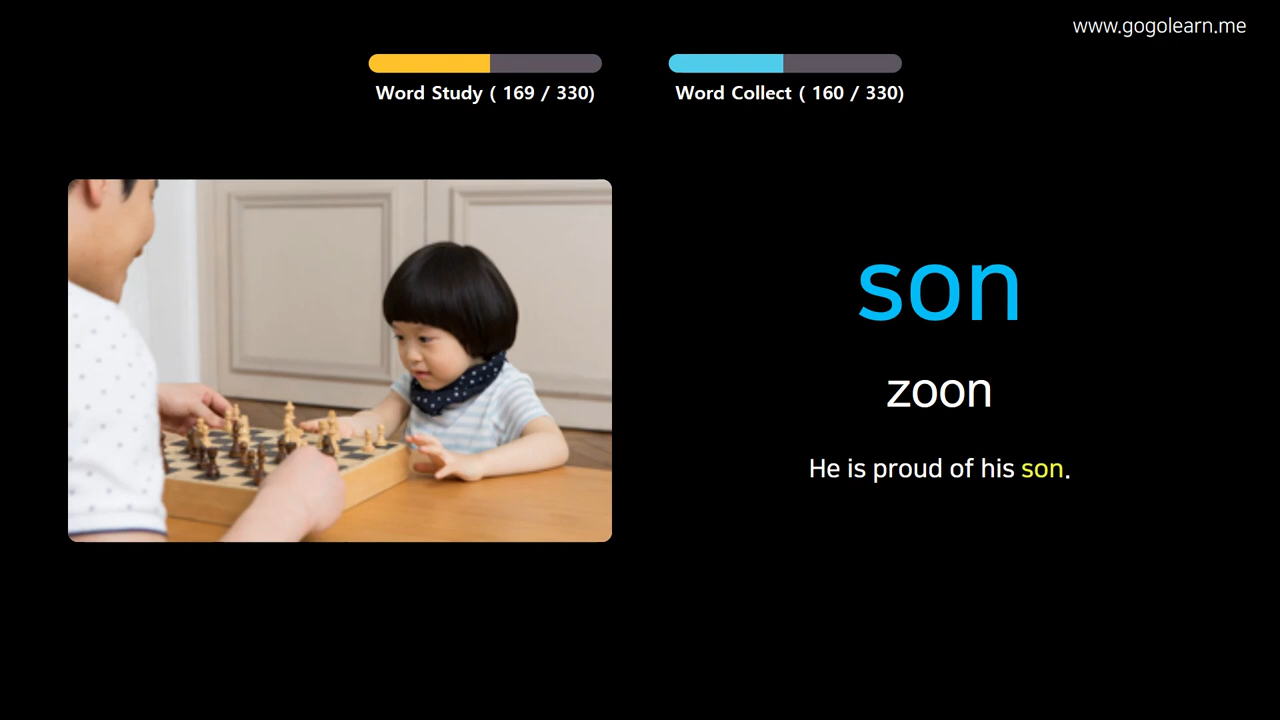 www.gogolearn.me
Word Study ( 169 / 330)
Word Collect ( 160 / 330)
son
zoon
He is proud of his son.